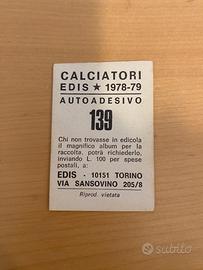 CALCIATORI
EDIS ★ 1978-79
AUTOADESIVO
139
Chi non trovasse in edicola
il magnifico album per la
raccolta, potrà richiederlo,
inviando L. 100 per spese
postali, a:
EDIS - 10151 TORINO
VIA SANSOVINO 205/8
Riprod. vietata
subito